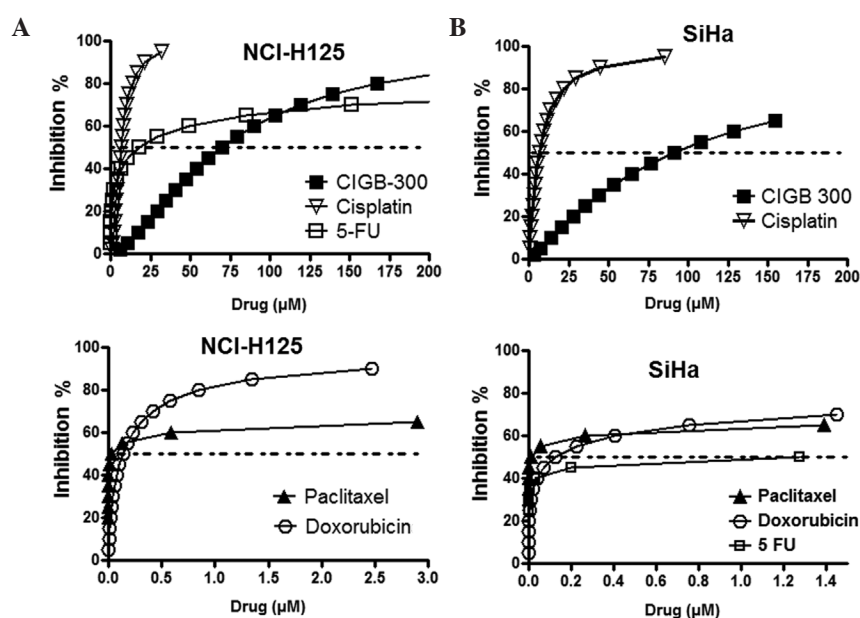 A
NCI-H125
Inhibition %
100
80
60
40
20
0
CIGB-300
Cisplatin
5-FU
0 25 50 75 100 125 150 175 200
Drug (µM)
B
SiHa
Inhibition %
100
80
60
40
20
0
CIGB 300
Cisplatin
0 25 50 75 100 125 150 175 200
Drug (µM)
NCI-H125
Inhibition %
100
80
60
40
20
0
Paclitaxel
Doxorubicin
0.0 0.5 1.0 1.5 2.0 2.5 3.0
Drug (µM)
SiHa
Inhibition %
100
80
60
40
20
0
Paclitaxel
Doxorubicin
5 FU
0.0 0.2 0.4 0.6 0.8 1.0 1.2 1.4
Drug (µM)